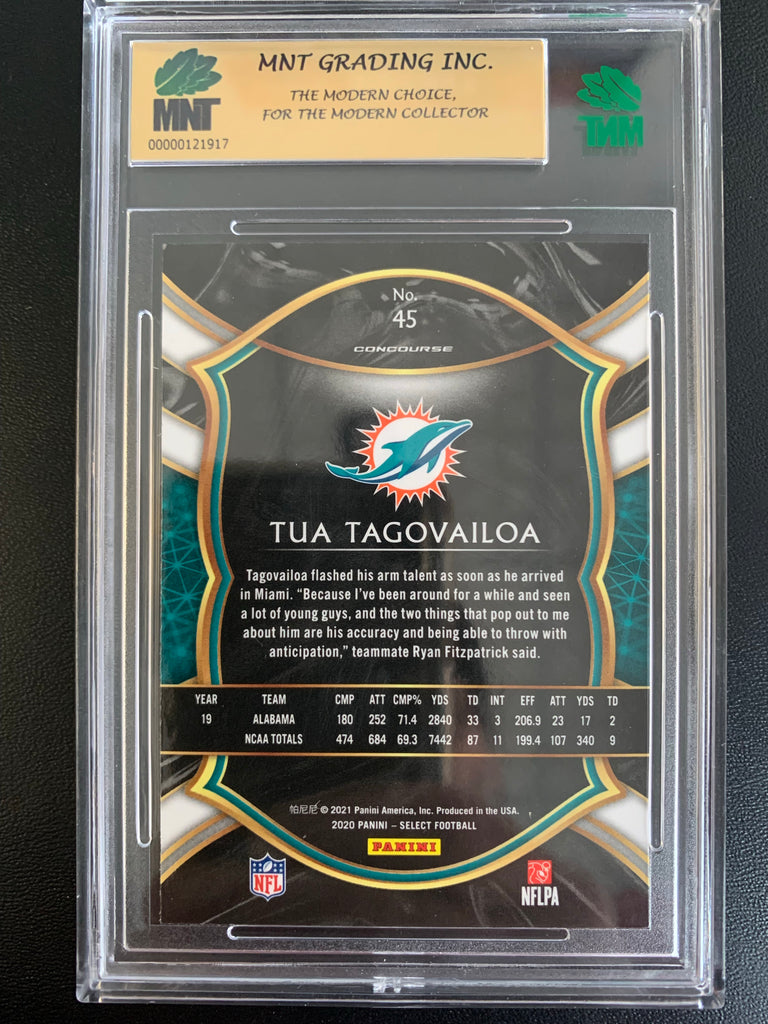 MNT GRADING INC.
THE MODERN CHOICE,
FOR THE MODERN COLLECTOR
MNT
00000121917
MNT
No.
45
CONCOURSE
TUA TAGOVAILOA
Tagovailoa flashed his arm talent as soon as he arrived
in Miami. “Because I’ve been around for a while and seen
a lot of young guys, and the two things that pop out to me
about him are his accuracy and being able to throw with
anticipation,” teammate Ryan Fitzpatrick said.
YEAR TEAM CMP ATT CMP% YDS TD INT EFF ATT YDS TD
19 ALABAMA 180 252 71.4 2840 33 3 206.9 23 17 2
NCAA TOTALS 474 684 69.3 7442 87 11 199.4 107 340 9
帕尼尼 © 2021 Panini America, Inc. Produced in the USA.
2020 PANINI – SELECT FOOTBALL
PANINI
NFL
NFLPA